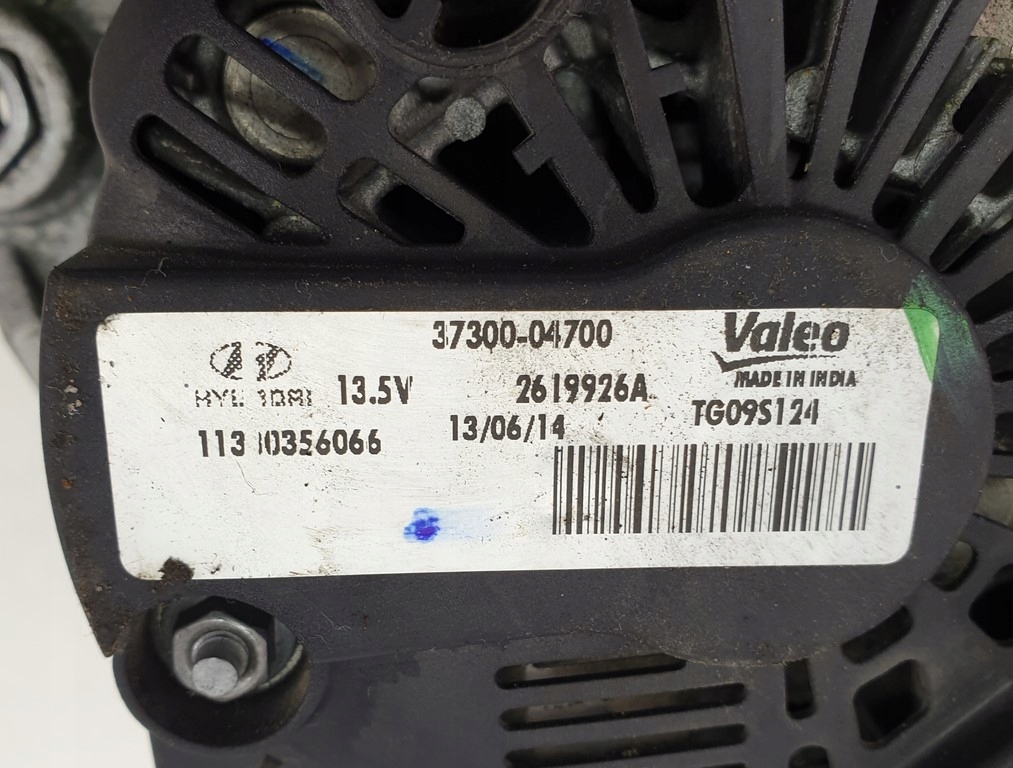 37300-04700
Valeo
MADE IN INDIA
13.5V
2619926A
TG09S124
13/06/14